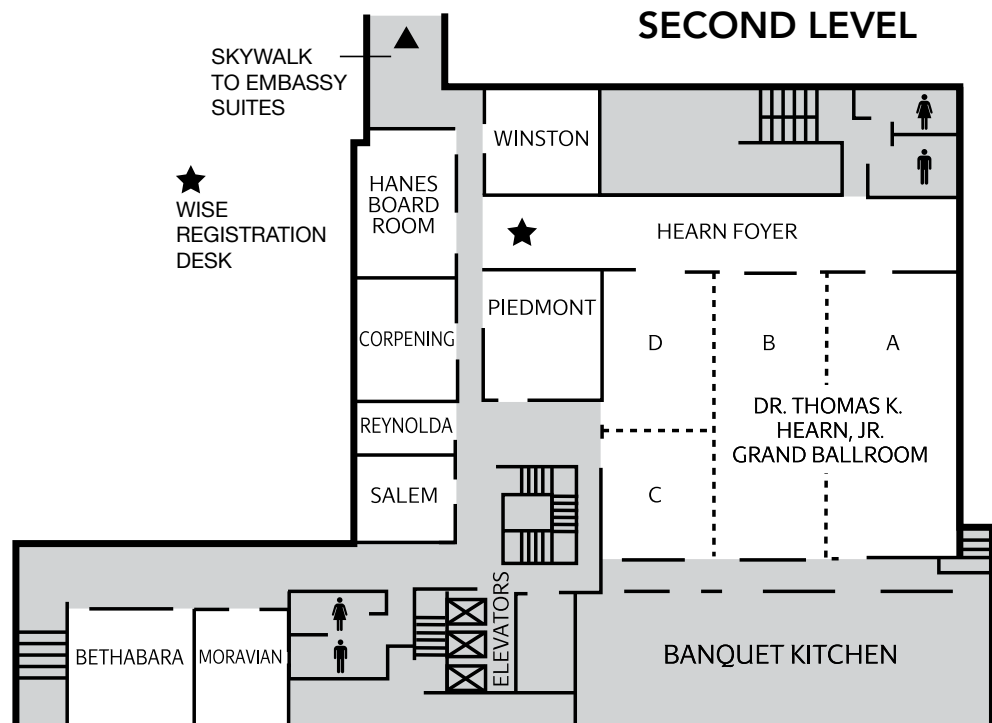 SECOND LEVEL
SKYWALK
TO EMBASSY
SUITES
WINSTON
HANES
BOARD
ROOM
WISE
REGISTRATION
DESK
HEARN FOYER
PIEDMONT
CORPENING
D
B
A
DR. THOMAS K.
HEARN, JR.
GRAND BALLROOM
REYNOLDA
SALEM
C
ELEVATORS
BETHABARA
MORAVIAN
BANQUET KITCHEN